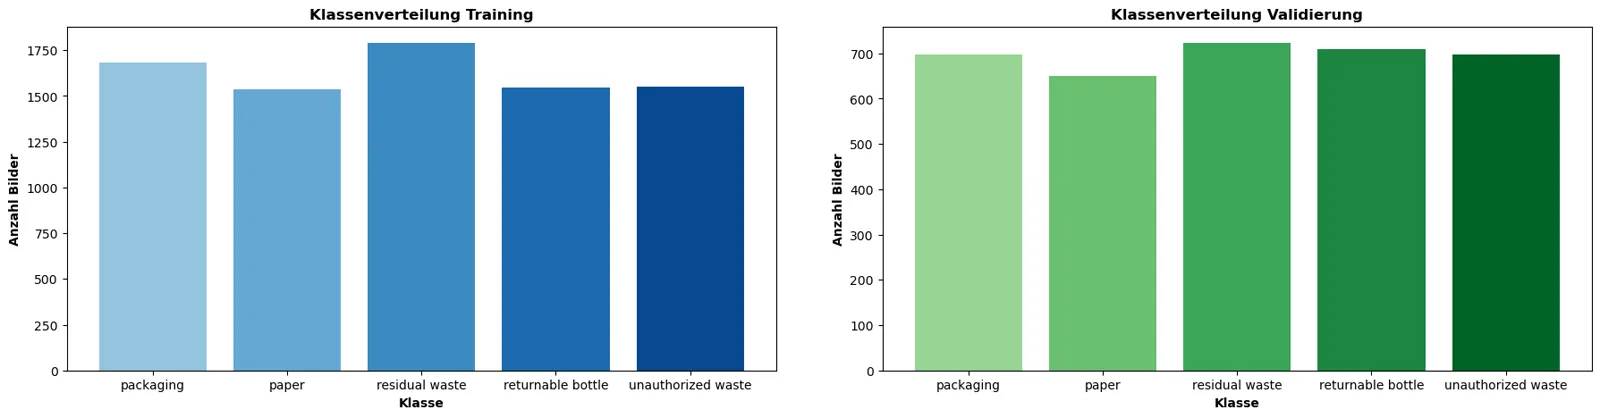 Klassenverteilung Training
Anzahl Bilder
1750
1500
1250
1000
750
500
250
0
packaging paper residual waste returnable bottle unauthorized waste
Klasse
Klassenverteilung Validierung
Anzahl Bilder
700
600
500
400
300
200
100
0
packaging paper residual waste returnable bottle unauthorized waste
Klasse